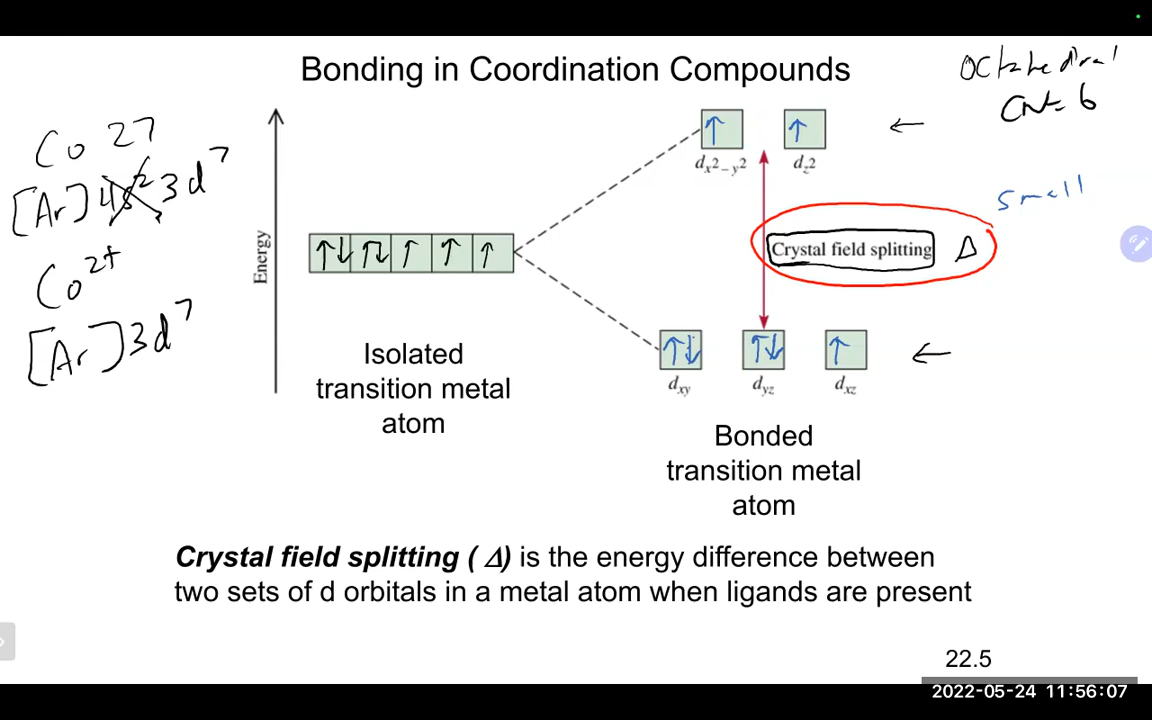 Bonding in Coordination Compounds
Octahedral
CN = 6
Co 27
[Ar] 4s² 3d⁷
Co²⁺
[Ar] 3d⁷
Energy
↑↓ ↑↓ ↑ ↑ ↑
Isolated
transition metal
atom
↑ ↑
dx²−y² dz²
small
Crystal field splitting Δ
↑↓ ↑↓ ↑
dxy dyz dxz
Bonded
transition metal
atom
Crystal field splitting ( Δ) is the energy difference between
two sets of d orbitals in a metal atom when ligands are present
22.5
2022-05-24 11:56:07